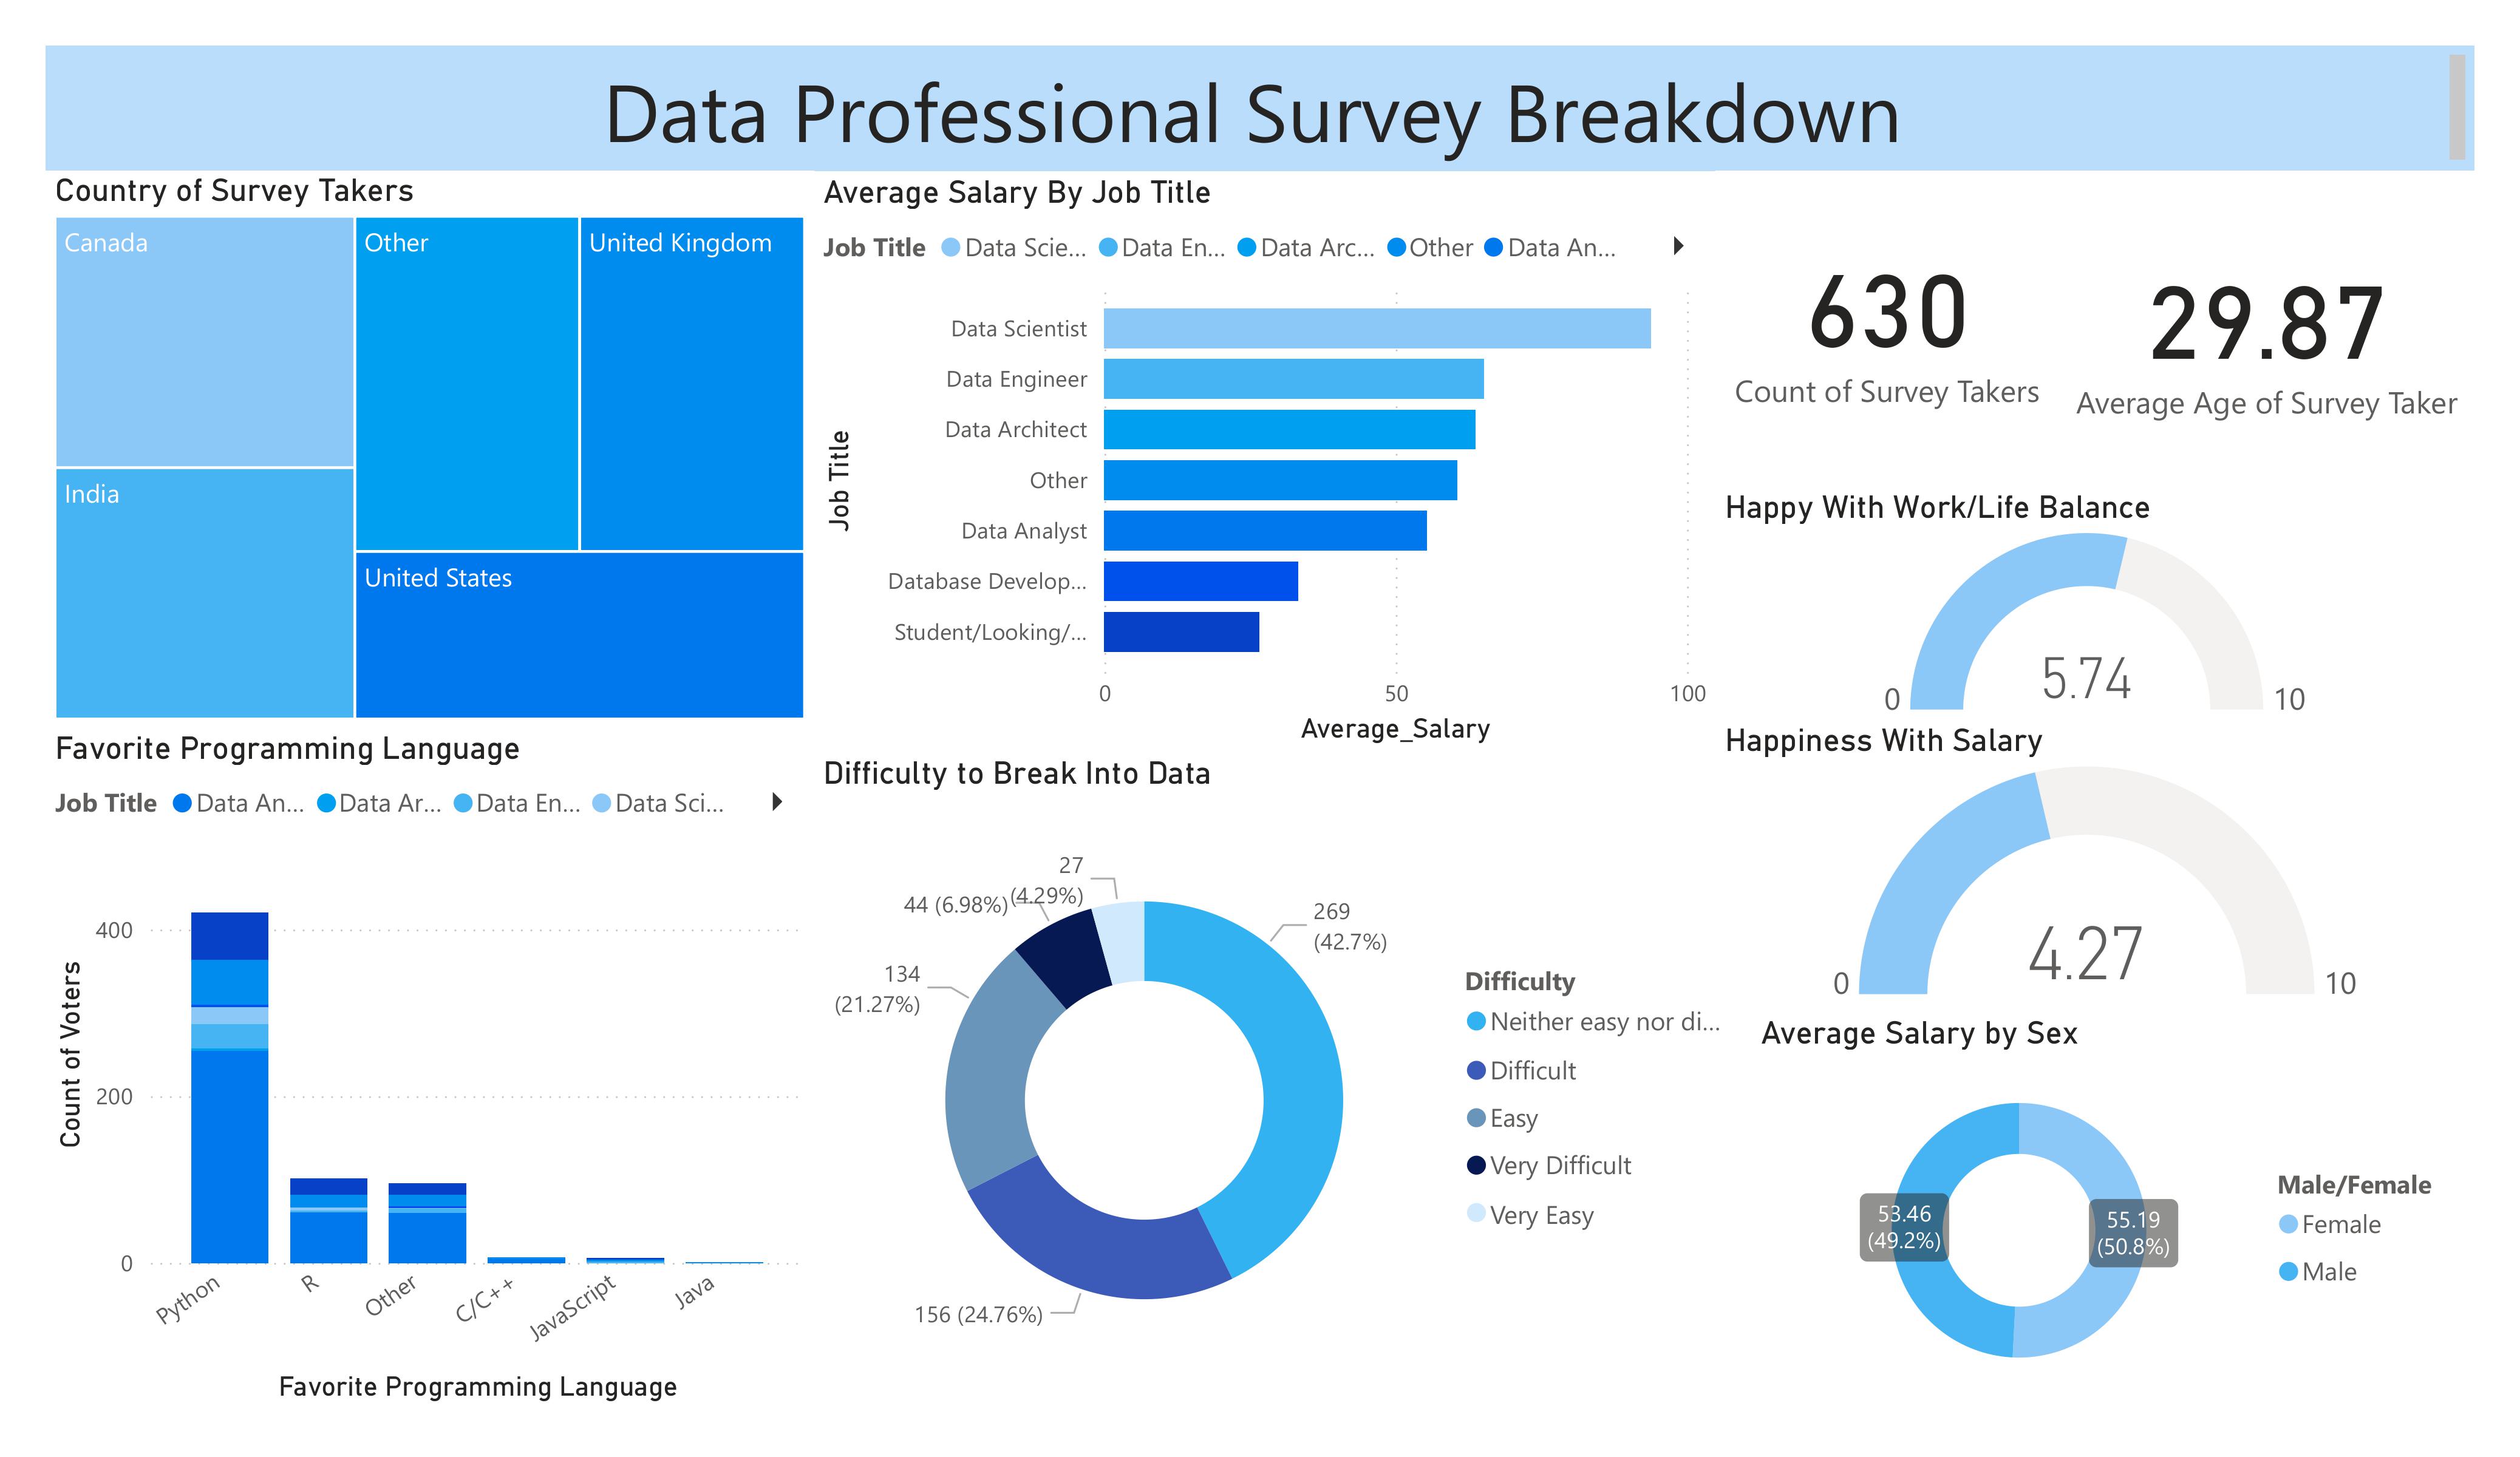 Data Professional Survey Breakdown
Country of Survey Takers
Canada
Other
United Kingdom
India
United States
Average Salary By Job Title
Job Title Data Scie... Data En... Data Arc... Other Data An...
Job Title
Data Scientist
Data Engineer
Data Architect
Other
Data Analyst
Database Develop...
Student/Looking/...
0 50 100
Average_Salary
630
Count of Survey Takers
29.87
Average Age of Survey Taker
Happy With Work/Life Balance
5.74
0 10
Happiness With Salary
4.27
0 10
Favorite Programming Language
Job Title Data An... Data Ar... Data En... Data Sci...
Count of Voters
400
200
0
Python R Other C/C++ JavaScript Java
Favorite Programming Language
Difficulty to Break Into Data
27
(4.29%)
44 (6.98%)
269
(42.7%)
134
(21.27%)
156 (24.76%)
Difficulty
Neither easy nor di...
Difficult
Easy
Very Difficult
Very Easy
Average Salary by Sex
53.46
(49.2%)
55.19
(50.8%)
Male/Female
Female
Male